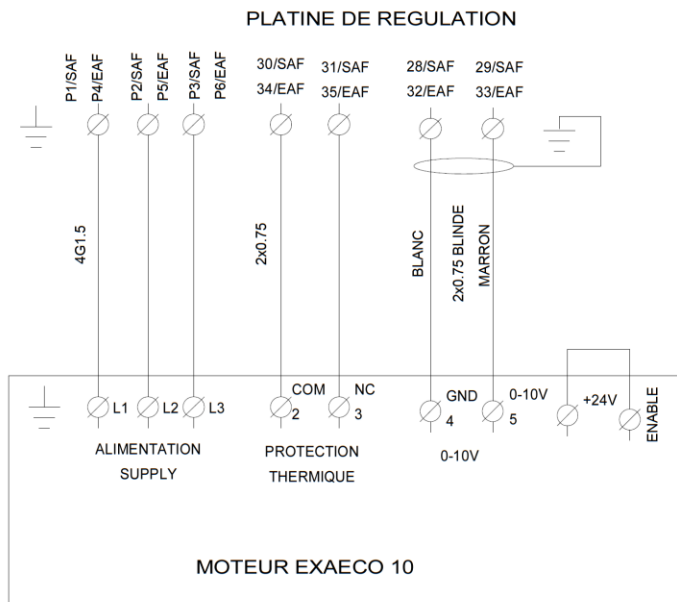 PLATINE DE REGULATION
P1/SAF
P4/EAF
P2/SAF
P5/EAF
P3/SAF
P6/EAF
30/SAF
34/EAF
31/SAF
35/EAF
28/SAF
32/EAF
29/SAF
33/EAF
4G1.5
2x0.75
BLANC
2x0.75 BLINDE
MARRON
L1
L2
L3
COM
2
NC
3
GND
4
0-10V
5
+24V
ENABLE
ALIMENTATION
SUPPLY
PROTECTION
THERMIQUE
0-10V
MOTEUR EXAECO 10